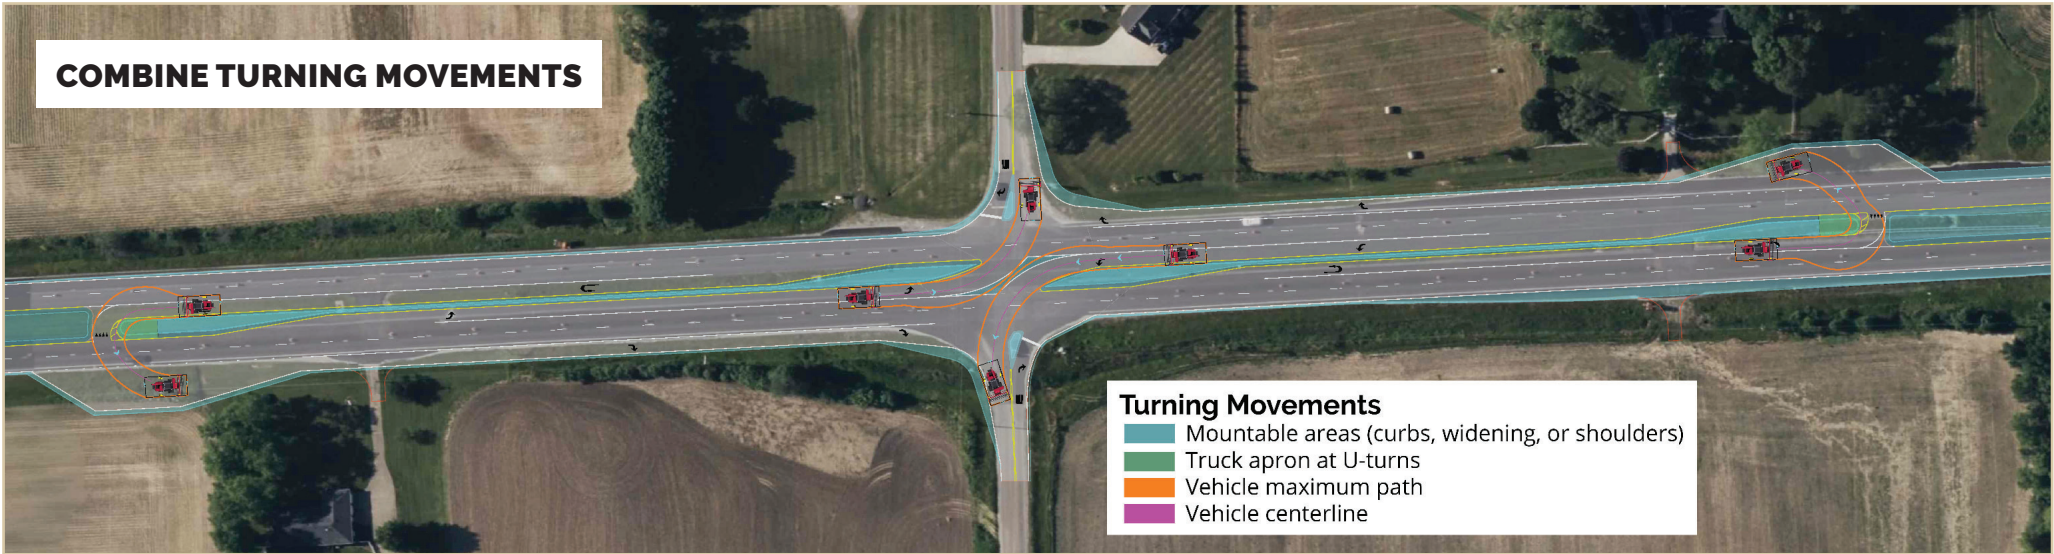 COMBINE TURNING MOVEMENTS
Turning Movements
Mountable areas (curbs, widening, or shoulders)
Truck apron at U-turns
Vehicle maximum path
Vehicle centerline